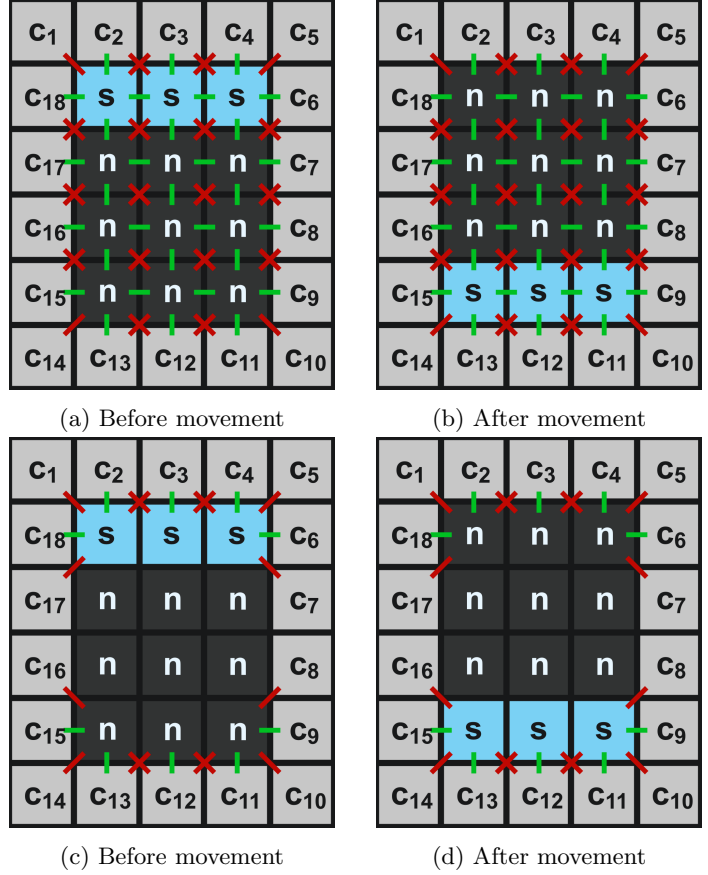 C1 C2 C3 C4 C5 C1 C2 C3 C4 C5
C18 s s s C6 C18 n n n C6
C17 n n n C7 C17 n n n C7
C16 n n n C8 C16 n n n C8
C15 n n n C9 C15 s s s C9
C14 C13 C12 C11 C10 C14 C13 C12 C11 C10
(a) Before movement (b) After movement
C1 C2 C3 C4 C5 C1 C2 C3 C4 C5
C18 s s s C6 C18 n n n C6
C17 n n n C7 C17 n n n C7
C16 n n n C8 C16 n n n C8
C15 n n n C9 C15 s s s C9
C14 C13 C12 C11 C10 C14 C13 C12 C11 C10
(c) Before movement (d) After movement